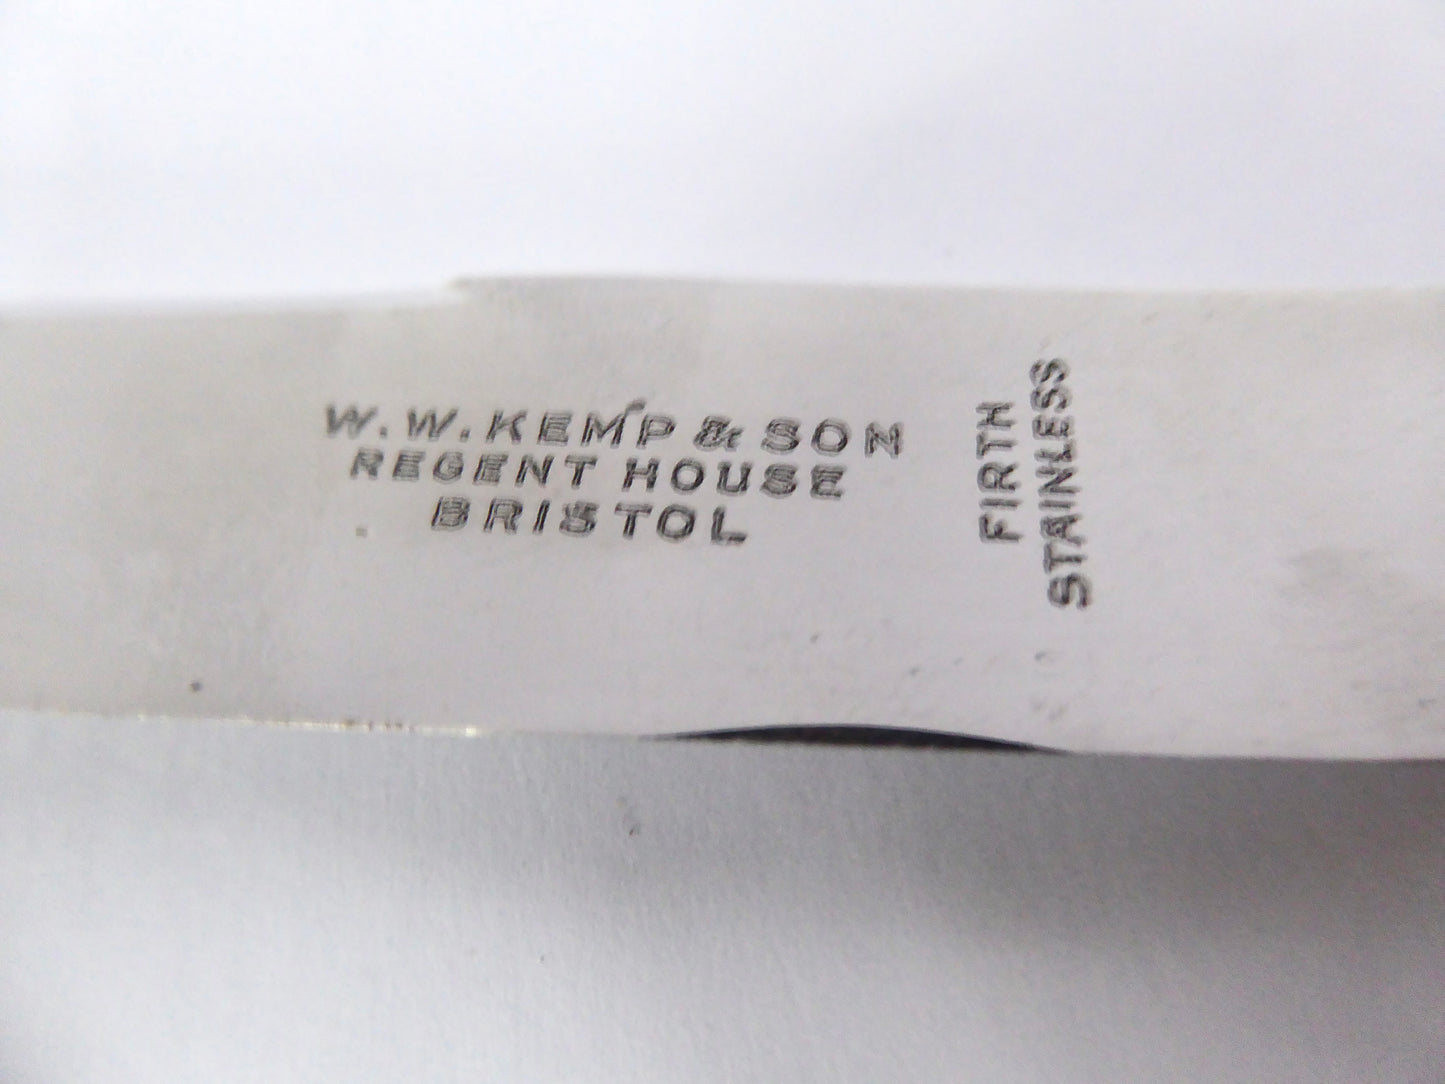 W.W.KEMP & SON
REGENT HOUSE
BRISTOL
FIRTH
STAINLESS